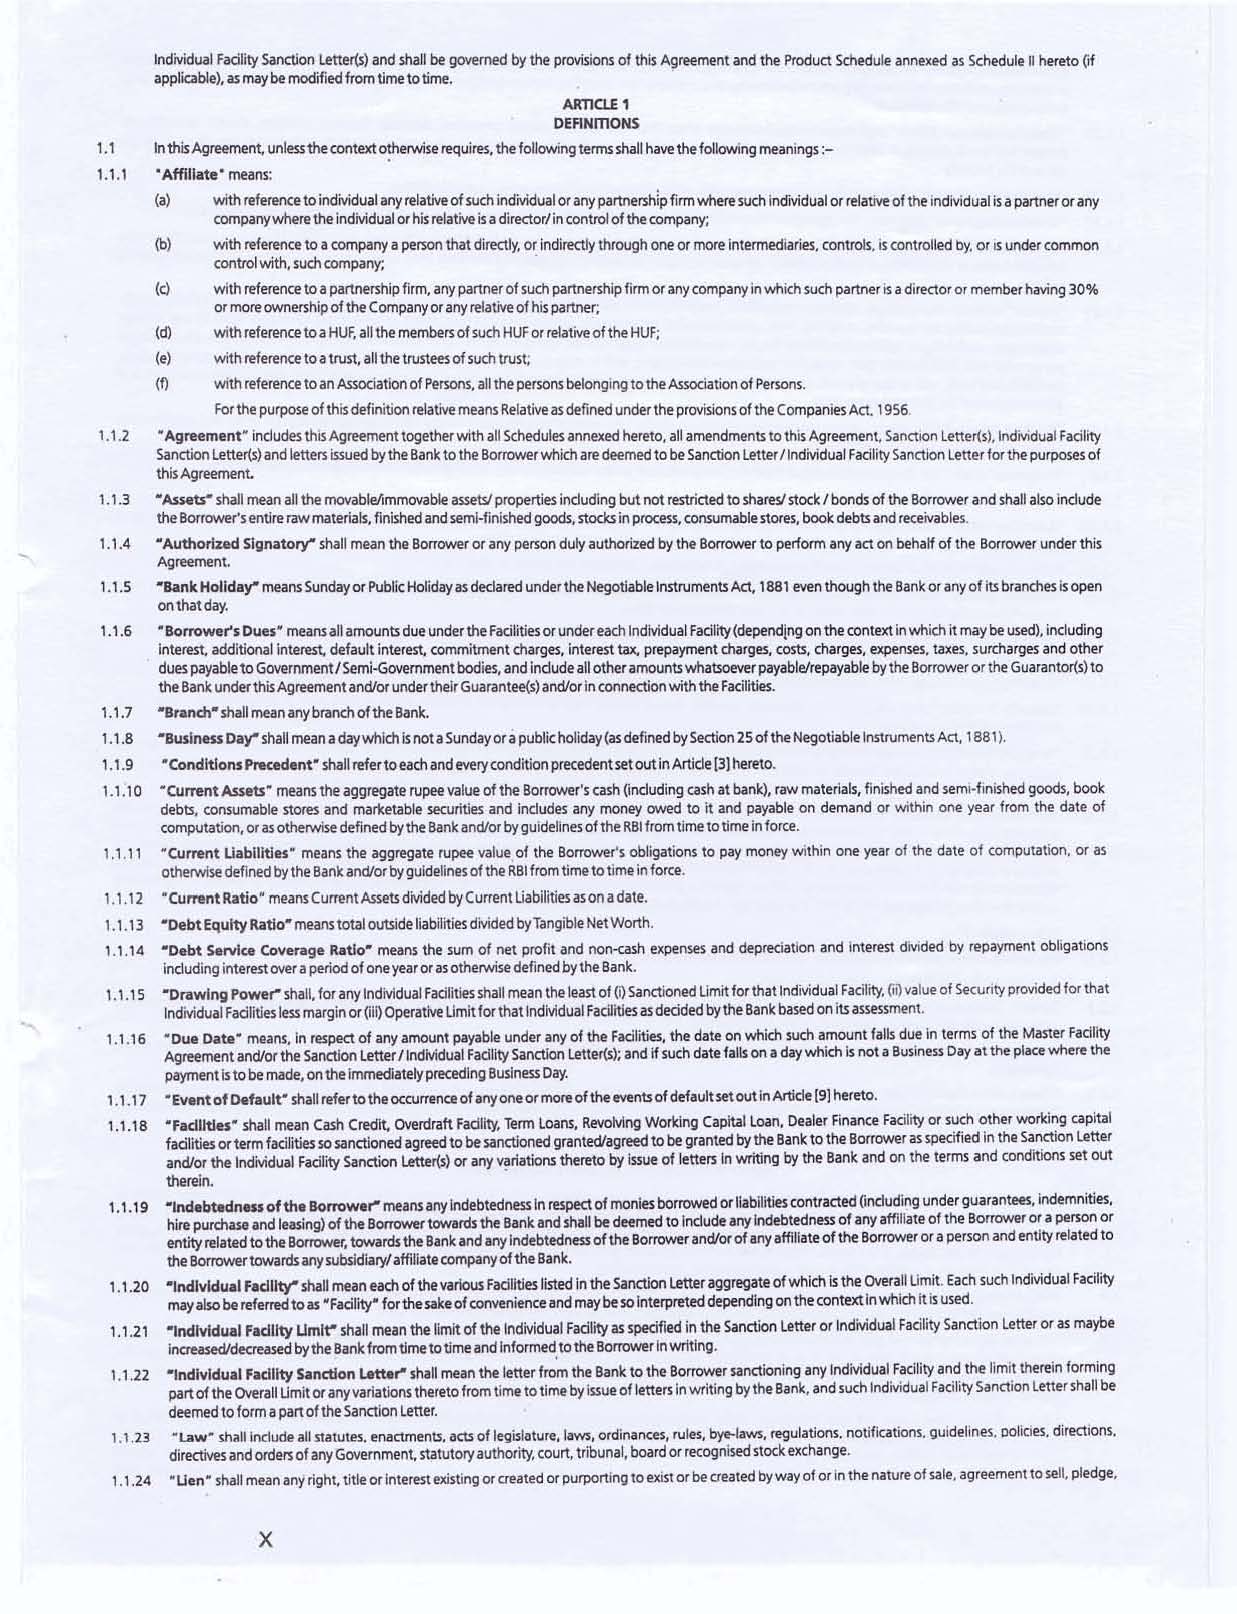 Individual Facility Sanction Letter(s) and shall be governed by the provisions of this Agreement and the Product Schedule annexed as Schedule II hereto (if
applicable), as may be modified from time to time.
ARTICLE 1
DEFINITIONS
1.1 In this Agreement, unless the context otherwise requires, the following terms shall have the following meanings :–
1.1.1 "Affiliate" means:
(a) with reference to individual any relative of such individual or any partnership firm where such individual or relative of the individual is a partner or any
company where the individual or his relative is a director/ in control of the company;
(b) with reference to a company a person that directly, or indirectly through one or more intermediaries, controls, is controlled by, or is under common
control with, such company;
(c) with reference to a partnership firm, any partner of such partnership firm or any company in which such partner is a director or member having 30%
or more ownership of the Company or any relative of his partner;
(d) with reference to a HUF, all the members of such HUF or relative of the HUF;
(e) with reference to a trust, all the trustees of such trust;
(f) with reference to an Association of Persons, all the persons belonging to the Association of Persons.
For the purpose of this definition relative means Relative as defined under the provisions of the Companies Act, 1956.
1.1.2 "Agreement" includes this Agreement together with all Schedules annexed hereto, all amendments to this Agreement, Sanction Letter(s), Individual Facility
Sanction Letter(s) and letters issued by the Bank to the Borrower which are deemed to be Sanction Letter / Individual Facility Sanction Letter for the purposes of
this Agreement.
1.1.3 "Assets" shall mean all the movable/immovable assets/ properties including but not restricted to shares/ stock / bonds of the Borrower and shall also include
the Borrower's entire raw materials, finished and semi-finished goods, stocks in process, consumable stores, book debts and receivables.
1.1.4 "Authorized Signatory" shall mean the Borrower or any person duly authorized by the Borrower to perform any act on behalf of the Borrower under this
Agreement.
1.1.5 "Bank Holiday" means Sunday or Public Holiday as declared under the Negotiable Instruments Act, 1881 even though the Bank or any of its branches is open
on that day.
1.1.6 "Borrower's Dues" means all amounts due under the Facilities or under each Individual Facility (depending on the context in which it may be used), including
interest, additional interest, default interest, commitment charges, interest tax, prepayment charges, costs, charges, expenses, taxes, surcharges and other
dues payable to Government / Semi-Government bodies, and include all other amounts whatsoever payable/repayable by the Borrower or the Guarantor(s) to
the Bank under this Agreement and/or under their Guarantee(s) and/or in connection with the Facilities.
1.1.7 "Branch" shall mean any branch of the Bank.
1.1.8 "Business Day" shall mean a day which is not a Sunday or a public holiday (as defined by Section 25 of the Negotiable Instruments Act, 1881).
1.1.9 "Conditions Precedent" shall refer to each and every condition precedent set out in Article [3] hereto.
1.1.10 "Current Assets" means the aggregate rupee value of the Borrower's cash (including cash at bank), raw materials, finished and semi-finished goods, book
debts, consumable stores and marketable securities and includes any money owed to it and payable on demand or within one year from the date of
computation, or as otherwise defined by the Bank and/or by guidelines of the RBI from time to time in force.
1.1.11 "Current Liabilities" means the aggregate rupee value of the Borrower's obligations to pay money within one year of the date of computation, or as
otherwise defined by the Bank and/or by guidelines of the RBI from time to time in force.
1.1.12 "Current Ratio" means Current Assets divided by Current Liabilities as on a date.
1.1.13 "Debt Equity Ratio" means total outside liabilities divided by Tangible Net Worth.
1.1.14 "Debt Service Coverage Ratio" means the sum of net profit and non-cash expenses and depreciation and interest divided by repayment obligations
including interest over a period of one year or as otherwise defined by the Bank.
1.1.15 "Drawing Power" shall, for any Individual Facilities shall mean the least of (i) Sanctioned Limit for that Individual Facility, (ii) value of Security provided for that
Individual Facilities less margin or (iii) Operative Limit for that Individual Facilities as decided by the Bank based on its assessment.
1.1.16 "Due Date" means, in respect of any amount payable under any of the Facilities, the date on which such amount falls due in terms of the Master Facility
Agreement and/or the Sanction Letter / Individual Facility Sanction Letter(s); and if such date falls on a day which is not a Business Day at the place where the
payment is to be made, on the immediately preceding Business Day.
1.1.17 "Event of Default" shall refer to the occurrence of any one or more of the events of default set out in Article [9] hereto.
1.1.18 "Facilities" shall mean Cash Credit, Overdraft Facility, Term Loans, Revolving Working Capital Loan, Dealer Finance Facility or such other working capital
facilities or term facilities so sanctioned agreed to be sanctioned granted/agreed to be granted by the Bank to the Borrower as specified in the Sanction Letter
and/or the Individual Facility Sanction Letter(s) or any variations thereto by issue of letters in writing by the Bank and on the terms and conditions set out
therein.
1.1.19 "Indebtedness of the Borrower" means any indebtedness in respect of monies borrowed or liabilities contracted (including under guarantees, indemnities,
hire purchase and leasing) of the Borrower towards the Bank and shall be deemed to include any indebtedness of any affiliate of the Borrower or a person or
entity related to the Borrower, towards the Bank and any indebtedness of the Borrower and/or of any affiliate of the Borrower or a person and entity related to
the Borrower towards any subsidiary/ affiliate company of the Bank.
1.1.20 "Individual Facility" shall mean each of the various Facilities listed in the Sanction Letter aggregate of which is the Overall Limit. Each such Individual Facility
may also be referred to as "Facility" for the sake of convenience and may be so interpreted depending on the context in which it is used.
1.1.21 "Individual Facility Limit" shall mean the limit of the Individual Facility as specified in the Sanction Letter or Individual Facility Sanction Letter or as maybe
increased/decreased by the Bank from time to time and informed to the Borrower in writing.
1.1.22 "Individual Facility Sanction Letter" shall mean the letter from the Bank to the Borrower sanctioning any Individual Facility and the limit therein forming
part of the Overall Limit or any variations thereto from time to time by issue of letters in writing by the Bank, and such Individual Facility Sanction Letter shall be
deemed to form a part of the Sanction Letter.
1.1.23 "Law" shall include all statutes, enactments, acts of legislature, laws, ordinances, rules, bye-laws, regulations, notifications, guidelines, policies, directions,
directives and orders of any Government, statutory authority, court, tribunal, board or recognised stock exchange.
1.1.24 "Lien" shall mean any right, title or interest existing or created or purporting to exist or be created by way of or in the nature of sale, agreement to sell, pledge,
X